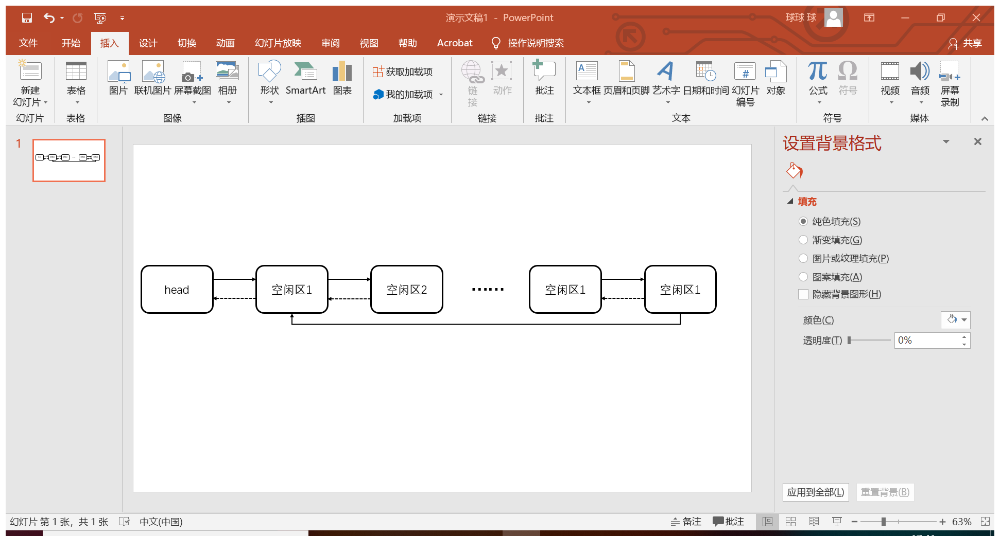 演示文稿1 - PowerPoint
球球 球
文件 开始 插入 设计 切换 动画 幻灯片放映 审阅 视图 帮助 Acrobat 操作说明搜索 共享
新建
幻灯片
表格
图片
联机图片
屏幕截图
相册
形状
SmartArt
图表
获取加载项
我的加载项
链
接
动作
批注
文本框
页眉和页脚
艺术字
日期和时间
幻灯片
编号
对象
公式
符号
视频
音频
屏幕
录制
幻灯片 表格 图像 插图 加载项 链接 批注 文本 符号 媒体
1
head
空闲区1
空闲区2
……
空闲区1
空闲区1
设置背景格式
填充
纯色填充(S)
渐变填充(G)
图片或纹理填充(P)
图案填充(A)
隐藏背景图形(H)
颜色(C)
透明度(T) 0%
应用到全部(L) 重置背景(B)
幻灯片 第 1 张，共 1 张 中文(中国) 备注 批注 63%